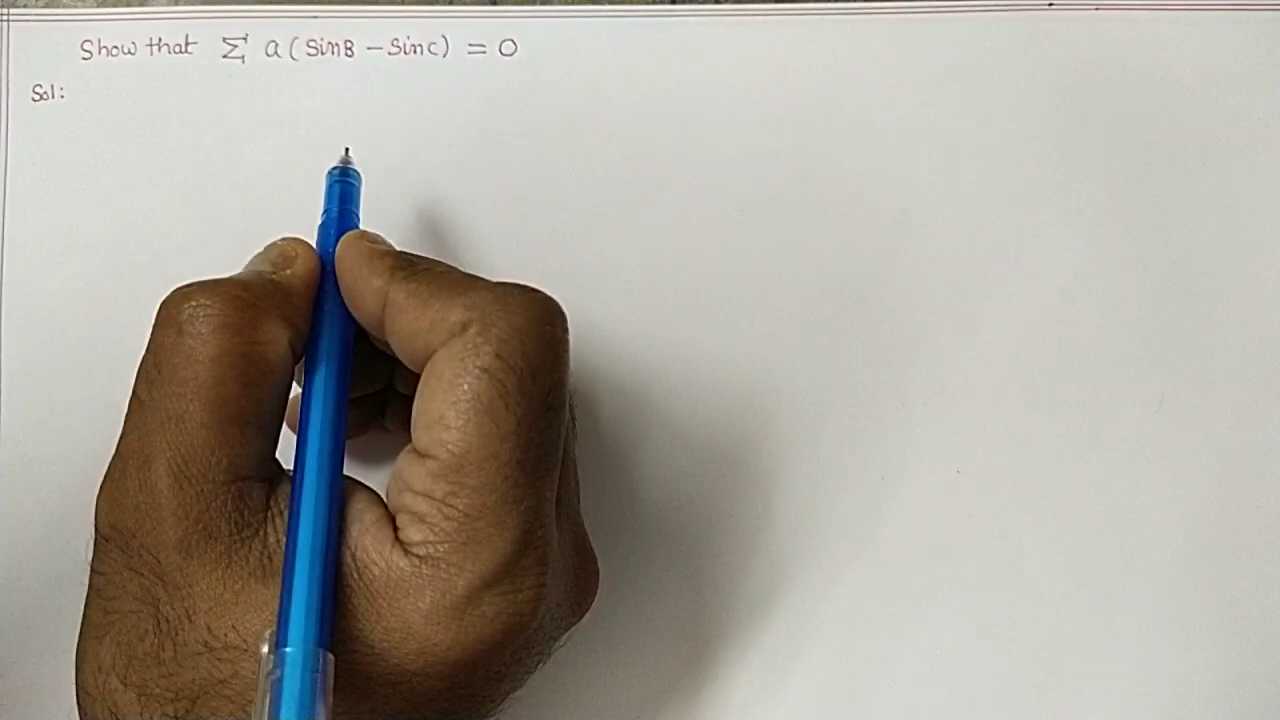 Show that Σ a (sinB - sinC) = 0
Sol: